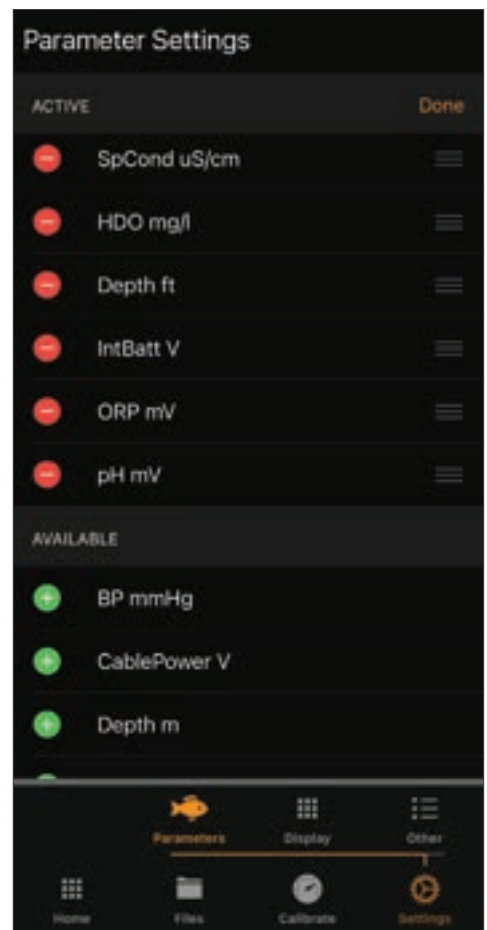 Parameter Settings
ACTIVE Done
SpCond uS/cm
HDO mg/l
Depth ft
IntBatt V
ORP mV
pH mV
AVAILABLE
BP mmHg
CablePower V
Depth m
Parameters Display Other
Home Files Calibrate Settings